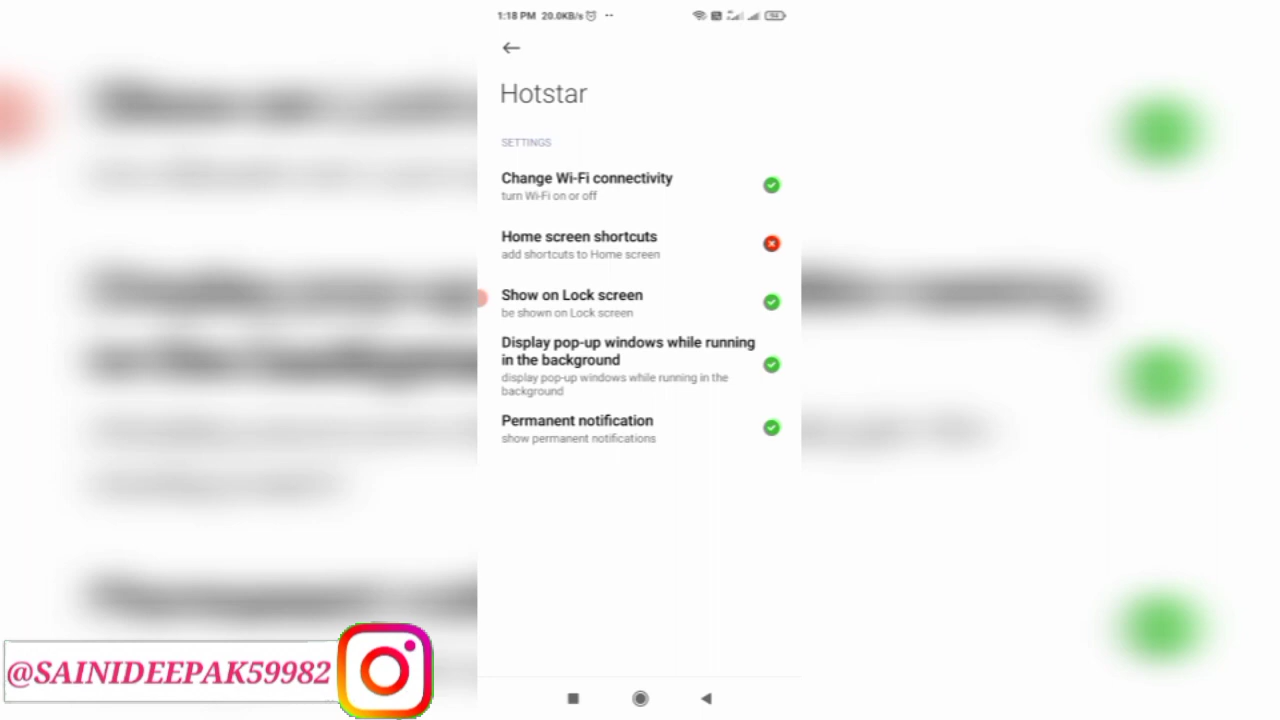 1:18 PM 20.0KB/s
Hotstar
SETTINGS
Change Wi-Fi connectivity
turn Wi-Fi on or off
Home screen shortcuts
add shortcuts to Home screen
Show on Lock screen
be shown on Lock screen
Display pop-up windows while running
in the background
display pop-up windows while running in the
background
Permanent notification
show permanent notifications
@SAINIDEEPAK59982